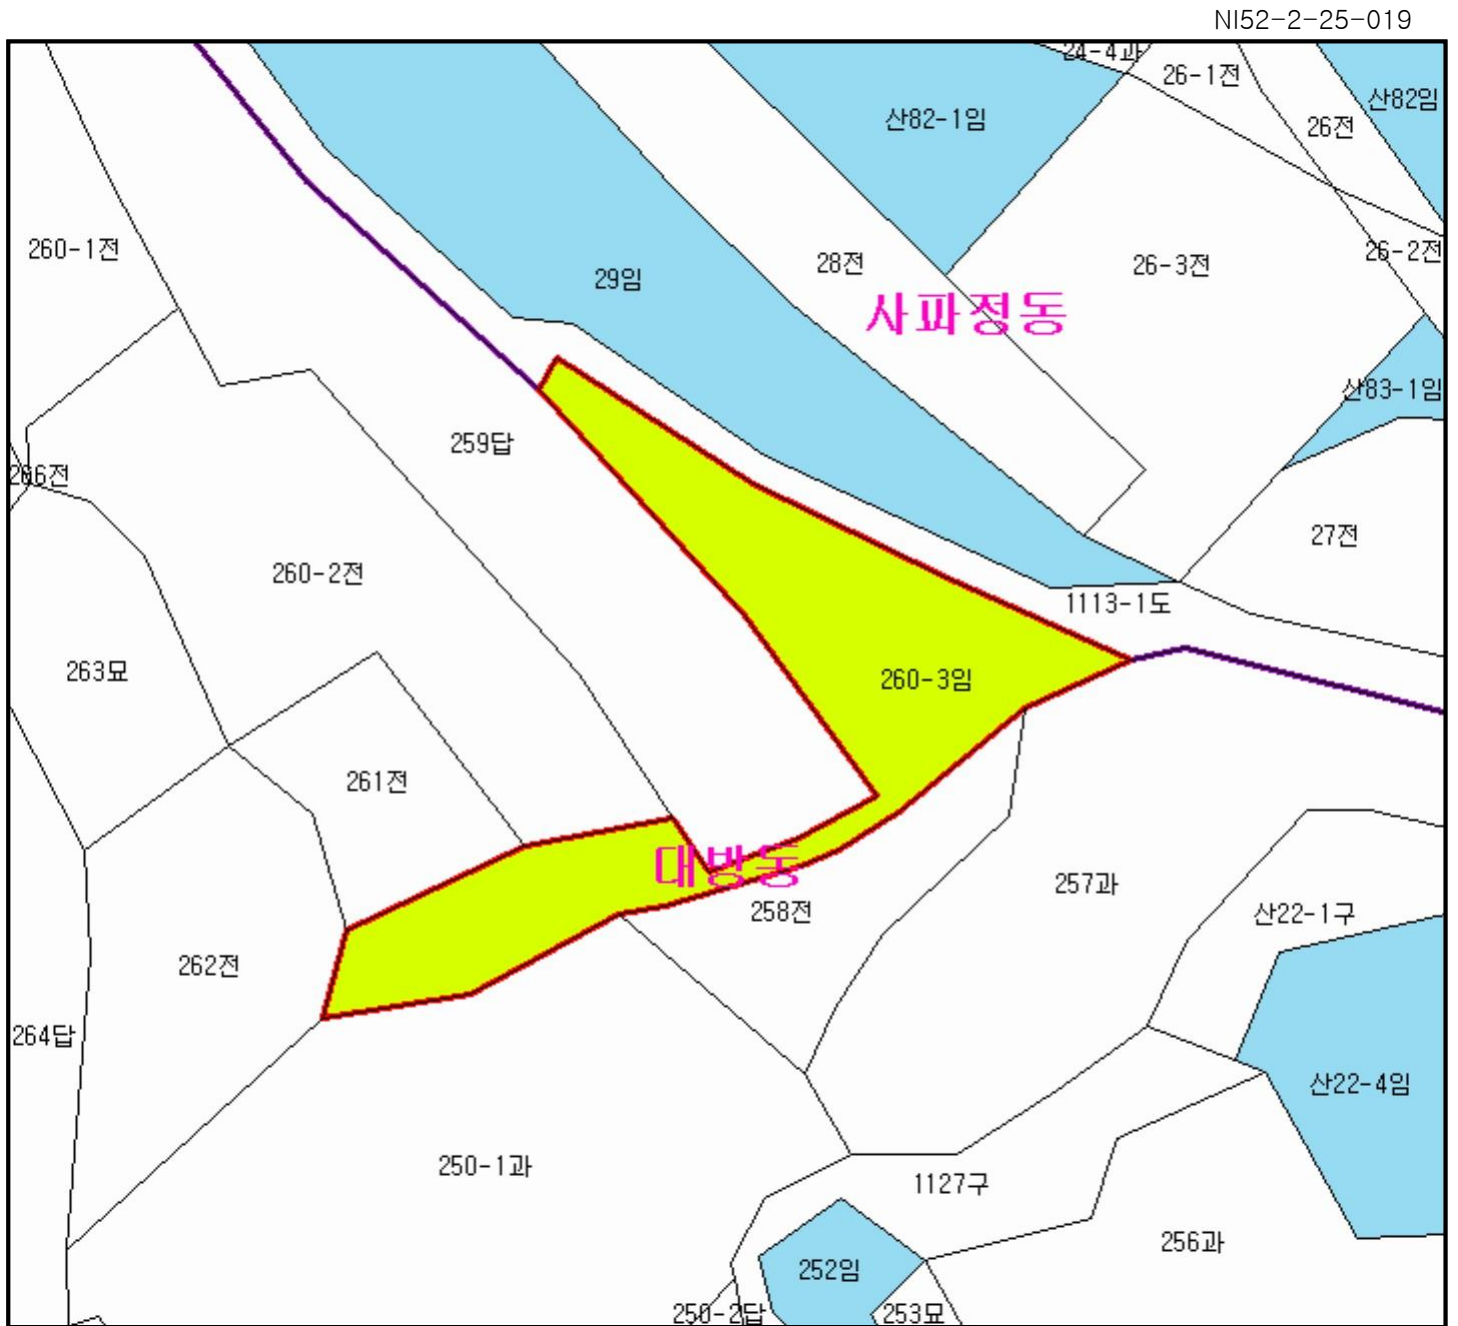 NI52-2-25-019
24-4과
26-1전
산82임
산82-1임
26전
260-1전
29임
28전
26-3전
26-2전
사파정동
산83-1임
259답
266전
27전
260-2전
1113-1도
263묘
260-3임
261전
대방동
257과
258전
산22-1구
262전
264답
산22-4임
250-1과
1127구
256과
252임
250-2답
253묘